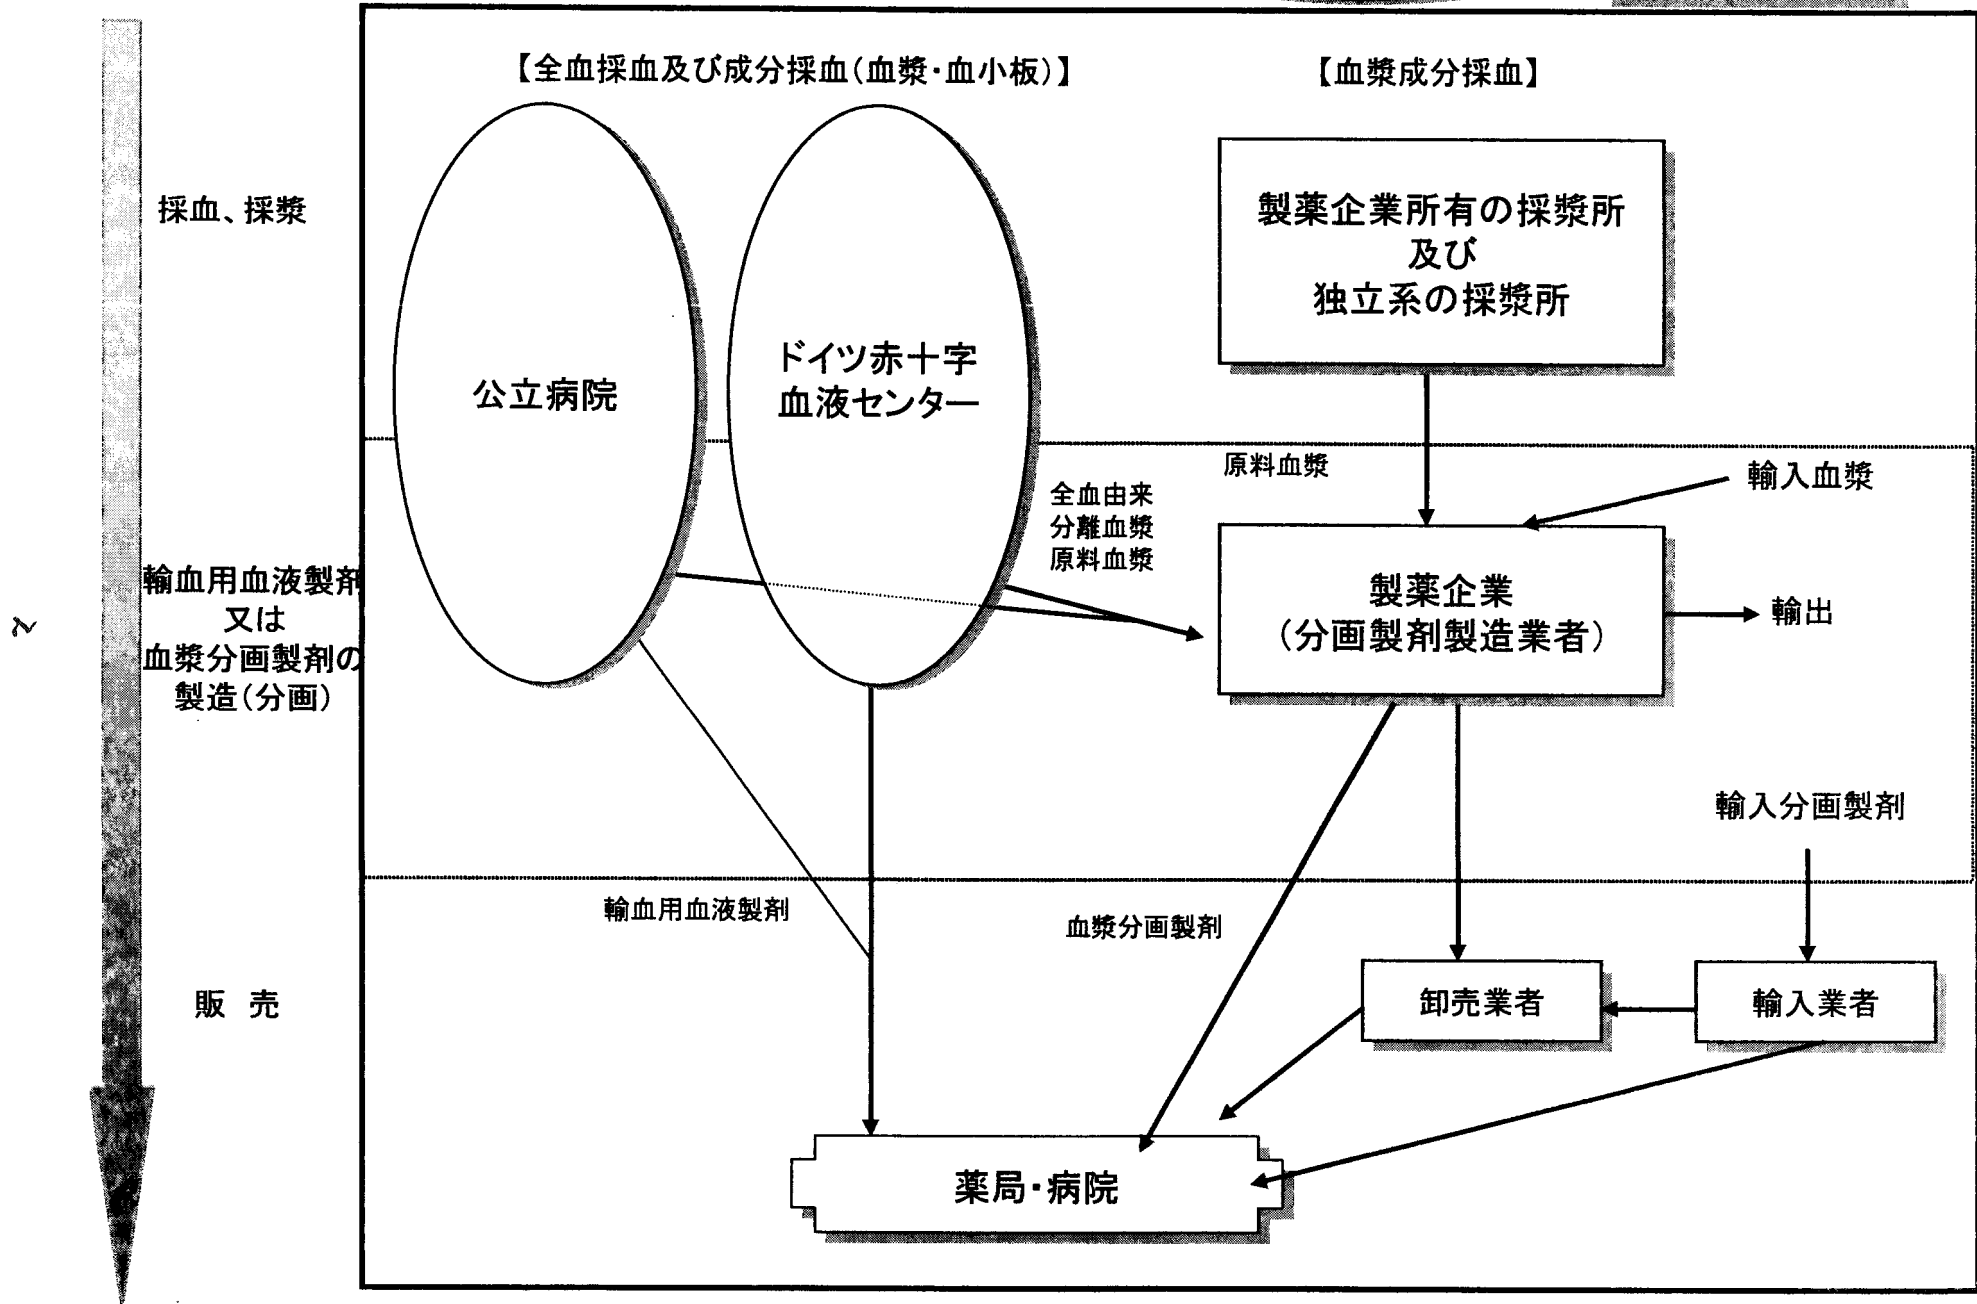 【全血採血及び成分採血(血漿・血小板)】
【血漿成分採血】
採血、採漿
製薬企業所有の採漿所
及び
独立系の採漿所
公立病院
ドイツ赤十字
血液センター
原料血漿
輸入血漿
全血由来
分離血漿
原料血漿
輸血用血液製剤
又は
血漿分画製剤の
製造(分画)
製薬企業
(分画製剤製造業者)
輸出
輸入分画製剤
輸血用血液製剤
血漿分画製剤
販 売
卸売業者
輸入業者
薬局・病院